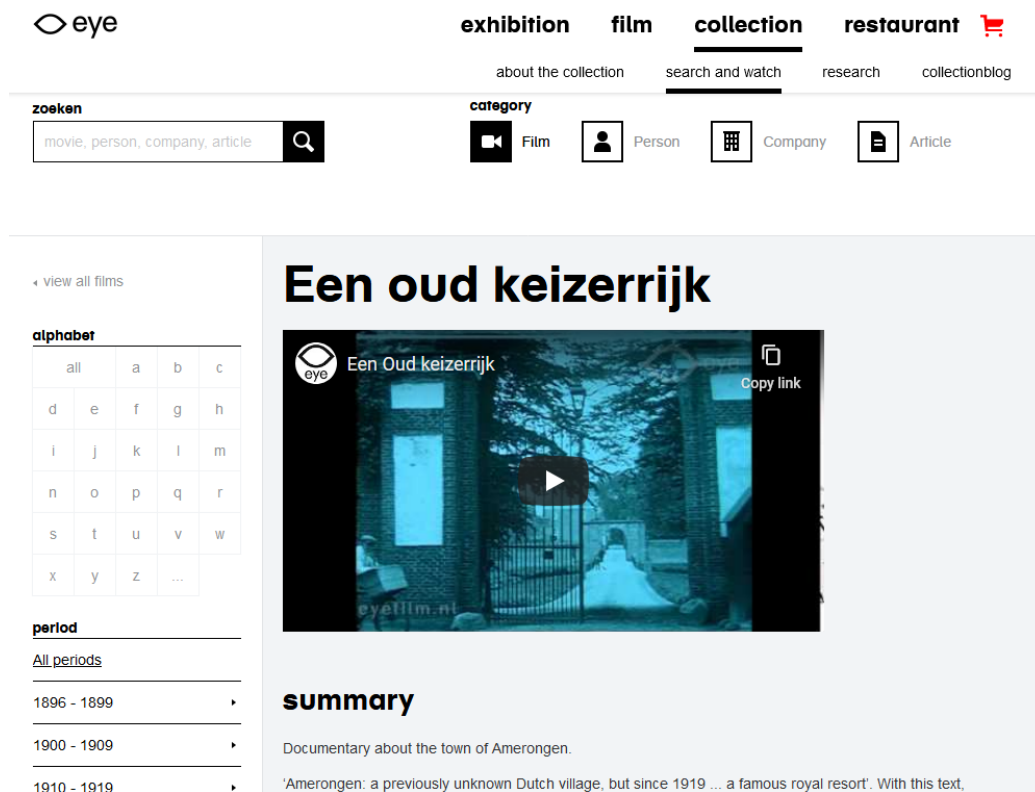 eye
exhibition film collection restaurant
about the collection search and watch research collectionblog
zoeken
movie, person, company, article
category
Film Person Company Article
view all films
alphabet
all a b c
d e f g h
i j k l m
n o p q r
s t u v w
x y z ...
period
All periods
1896 - 1899
1900 - 1909
1910 - 1919
Een oud keizerrijk
eye
Een Oud keizerrijk
Copy link
eyefilm.nl
summary
Documentary about the town of Amerongen.
‘Amerongen: a previously unknown Dutch village, but since 1919 ... a famous royal resort’. With this text,